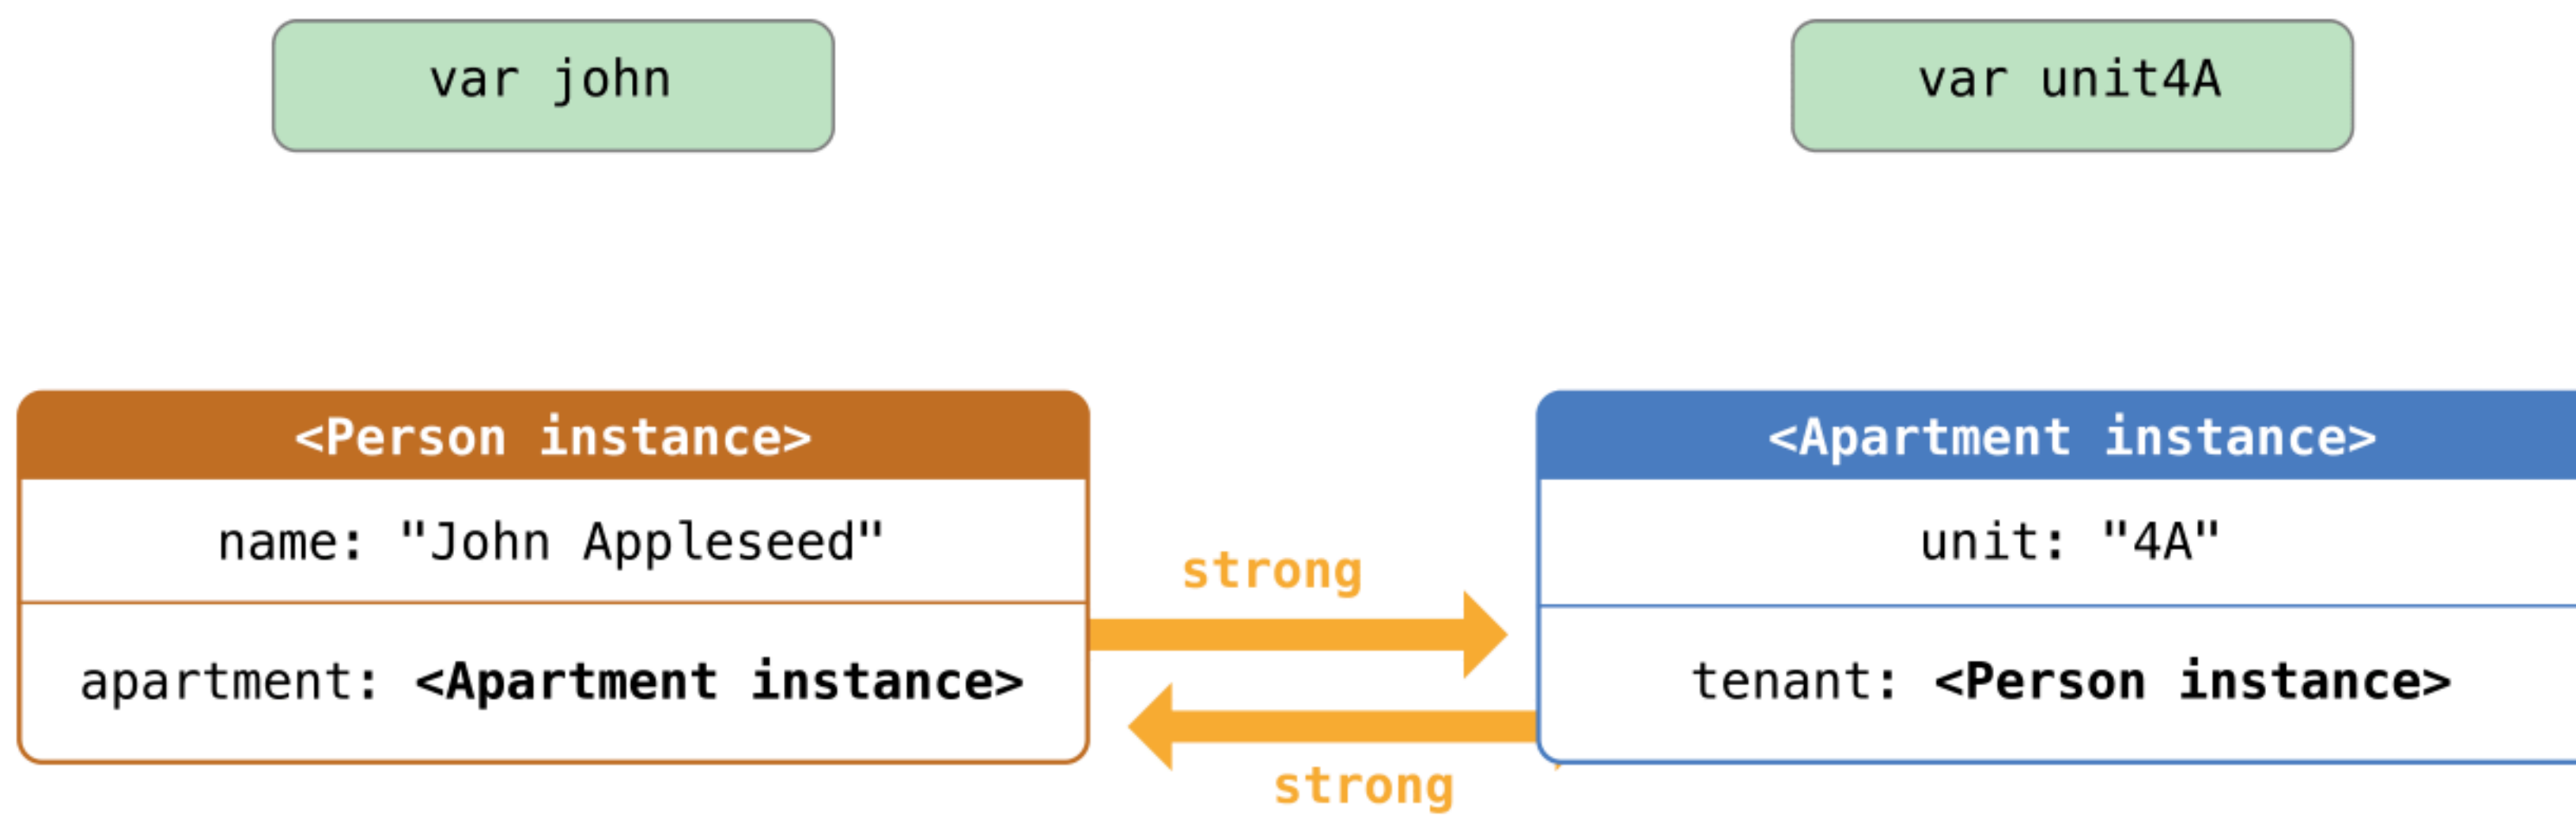 var john
var unit4A
<Person instance>
<Apartment instance>
name: "John Appleseed"
unit: "4A"
strong
apartment: <Apartment instance>
tenant: <Person instance>
strong